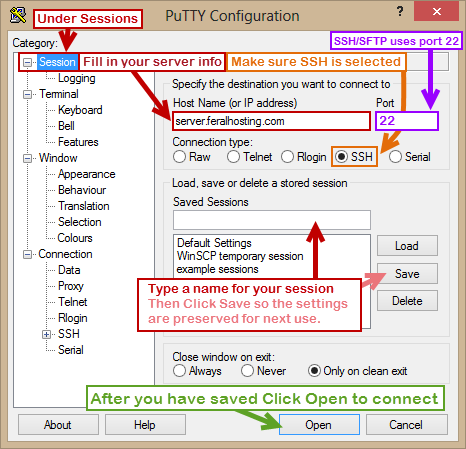 PuTTY Configuration
Under Sessions
Category:
Session
Fill in your server info
Make sure SSH is selected
SSH/SFTP uses port 22
Logging
Terminal
Keyboard
Bell
Features
Window
Appearance
Behaviour
Translation
Selection
Colours
Connection
Data
Proxy
Telnet
Rlogin
SSH
Serial
Specify the destination you want to connect to
Host Name (or IP address) Port
server.feralhosting.com 22
Connection type:
Raw Telnet Rlogin SSH Serial
Load, save or delete a stored session
Saved Sessions
Default Settings
WinSCP temporary session
example sessions
Load
Save
Delete
Type a name for your session
Then Click Save so the settings
are preserved for next use.
Close window on exit:
Always Never Only on clean exit
After you have saved Click Open to connect
About Help Open Cancel